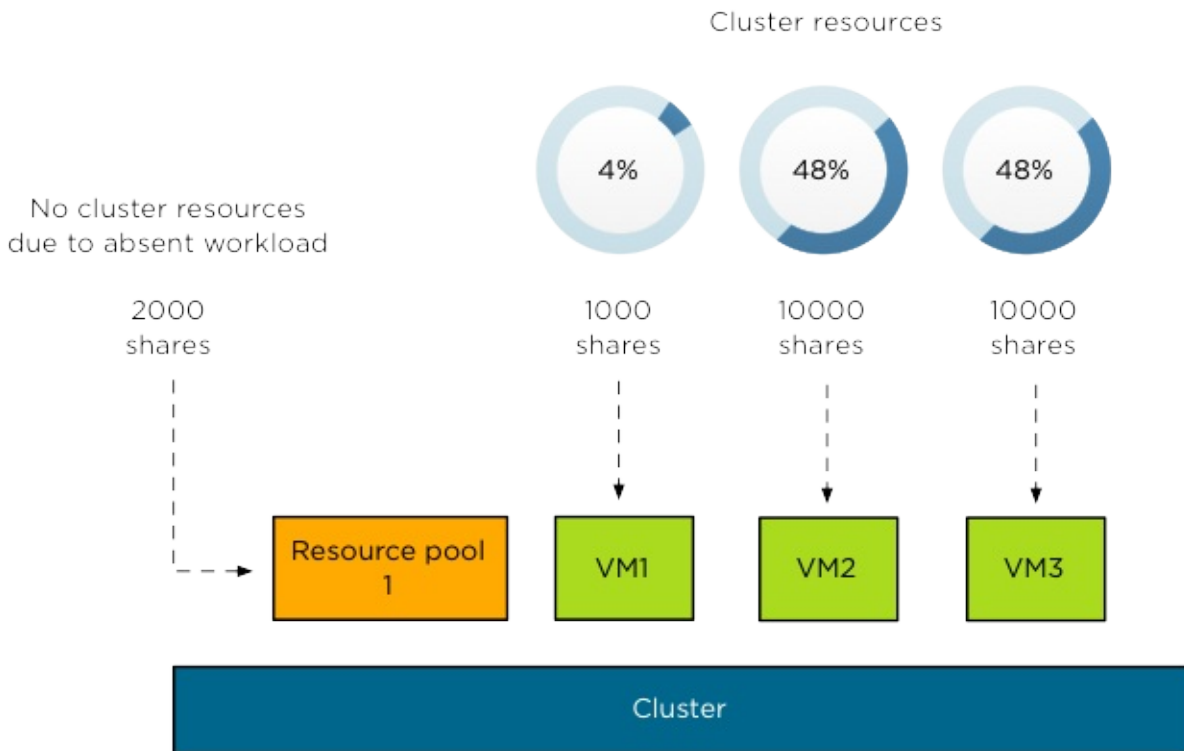 Cluster resources
4%
48%
48%
No cluster resources
due to absent workload
2000
shares
1000
shares
10000
shares
10000
shares
Resource pool
1
VM1
VM2
VM3
Cluster